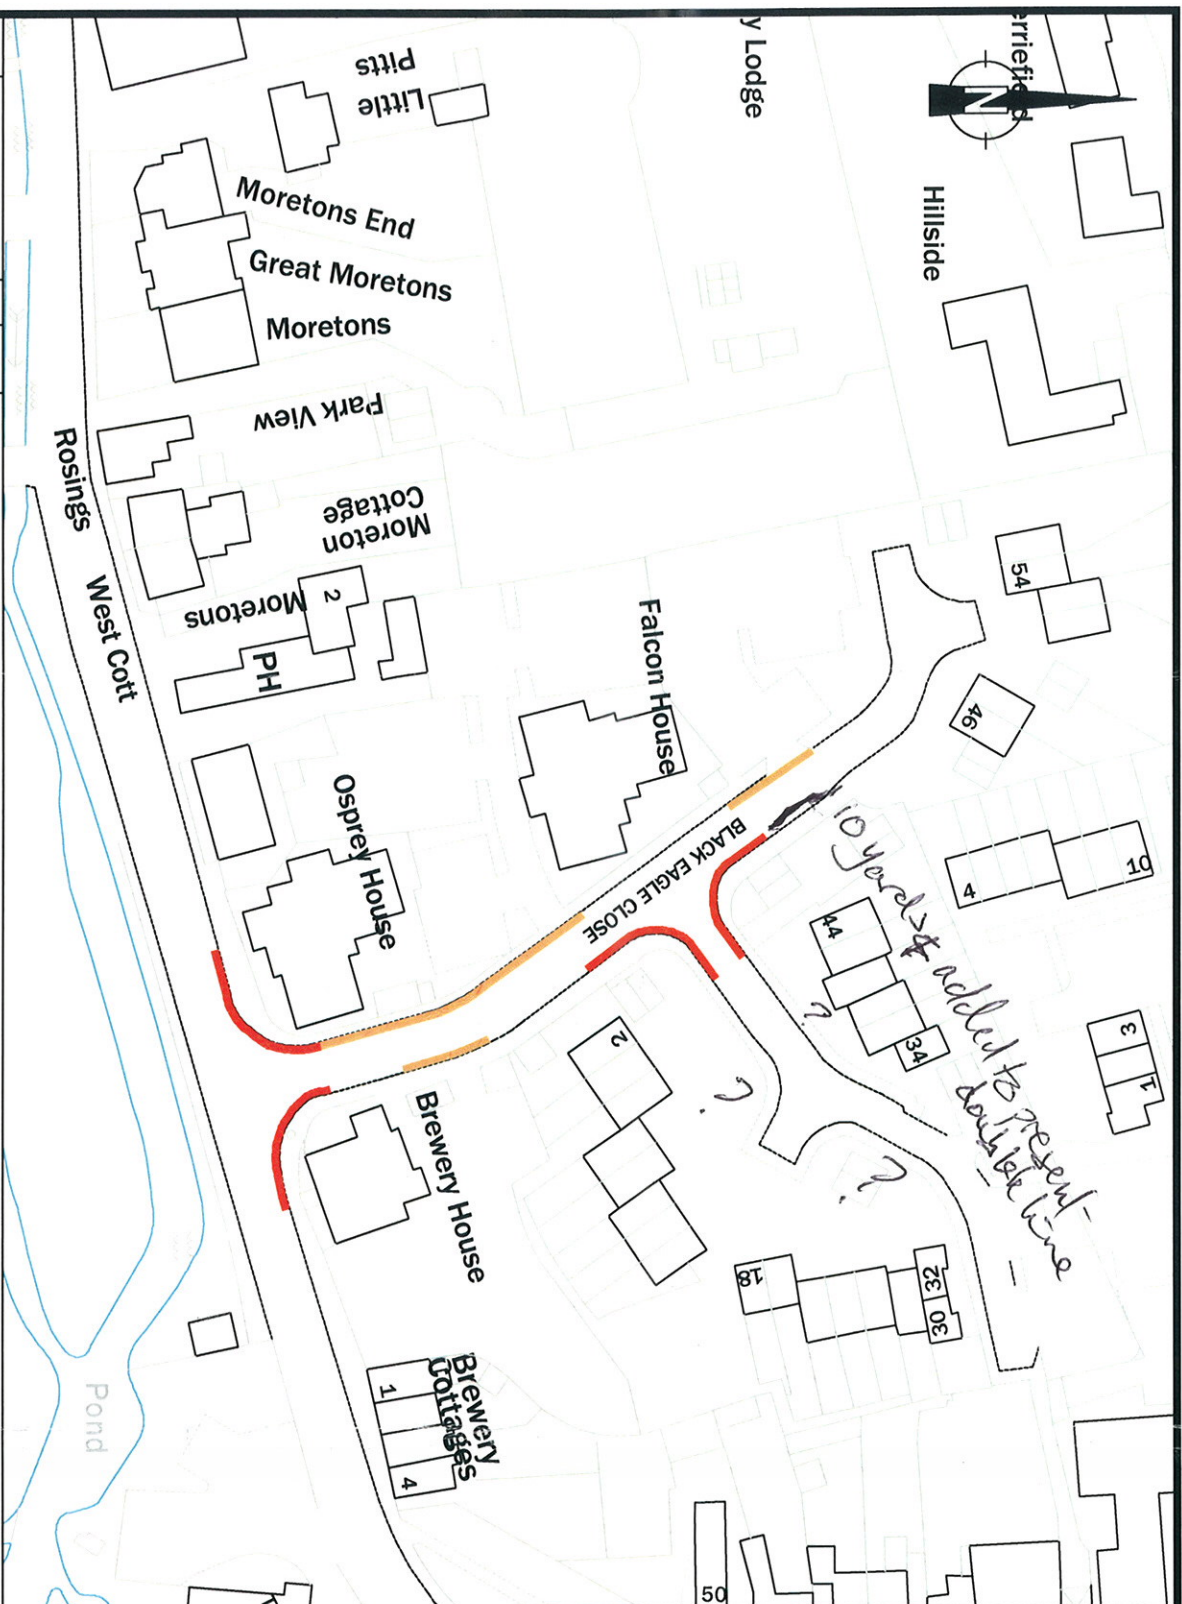 y Lodge
erriefield
N
Little
Pitts
Hillside
Moretons End
Great Moretons
Moretons
Park View
Rosings
Moreton
Cottage
54
West Cott
2
Moretons
PH
Falcon House
46
Osprey House
BLACK EAGLE CLOSE
10 yards added to present
double line
4
10
44
34
?
3
1
2
?
?
Brewery House
18
32
30
Brewery
Cottages
1
4
Pond
50